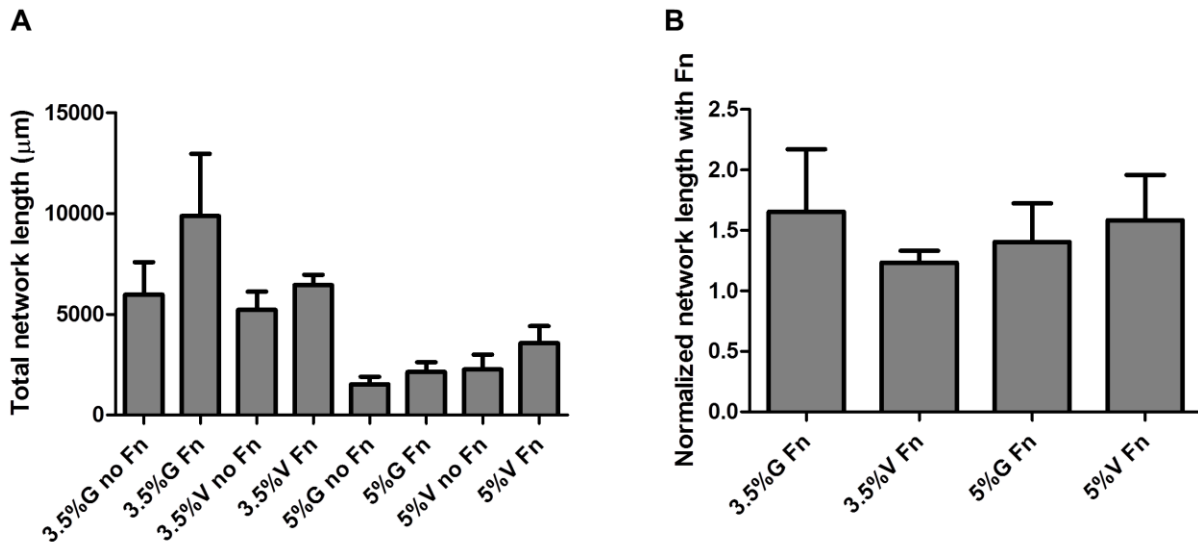 A
Total network length (μm)
15000
10000
5000
0
3.5%G no Fn
3.5%G Fn
3.5%V no Fn
3.5%V Fn
5%G no Fn
5%G Fn
5%V no Fn
5%V Fn
B
Normalized network length with Fn
2.5
2.0
1.5
1.0
0.5
0.0
3.5%G Fn
3.5%V Fn
5%G Fn
5%V Fn